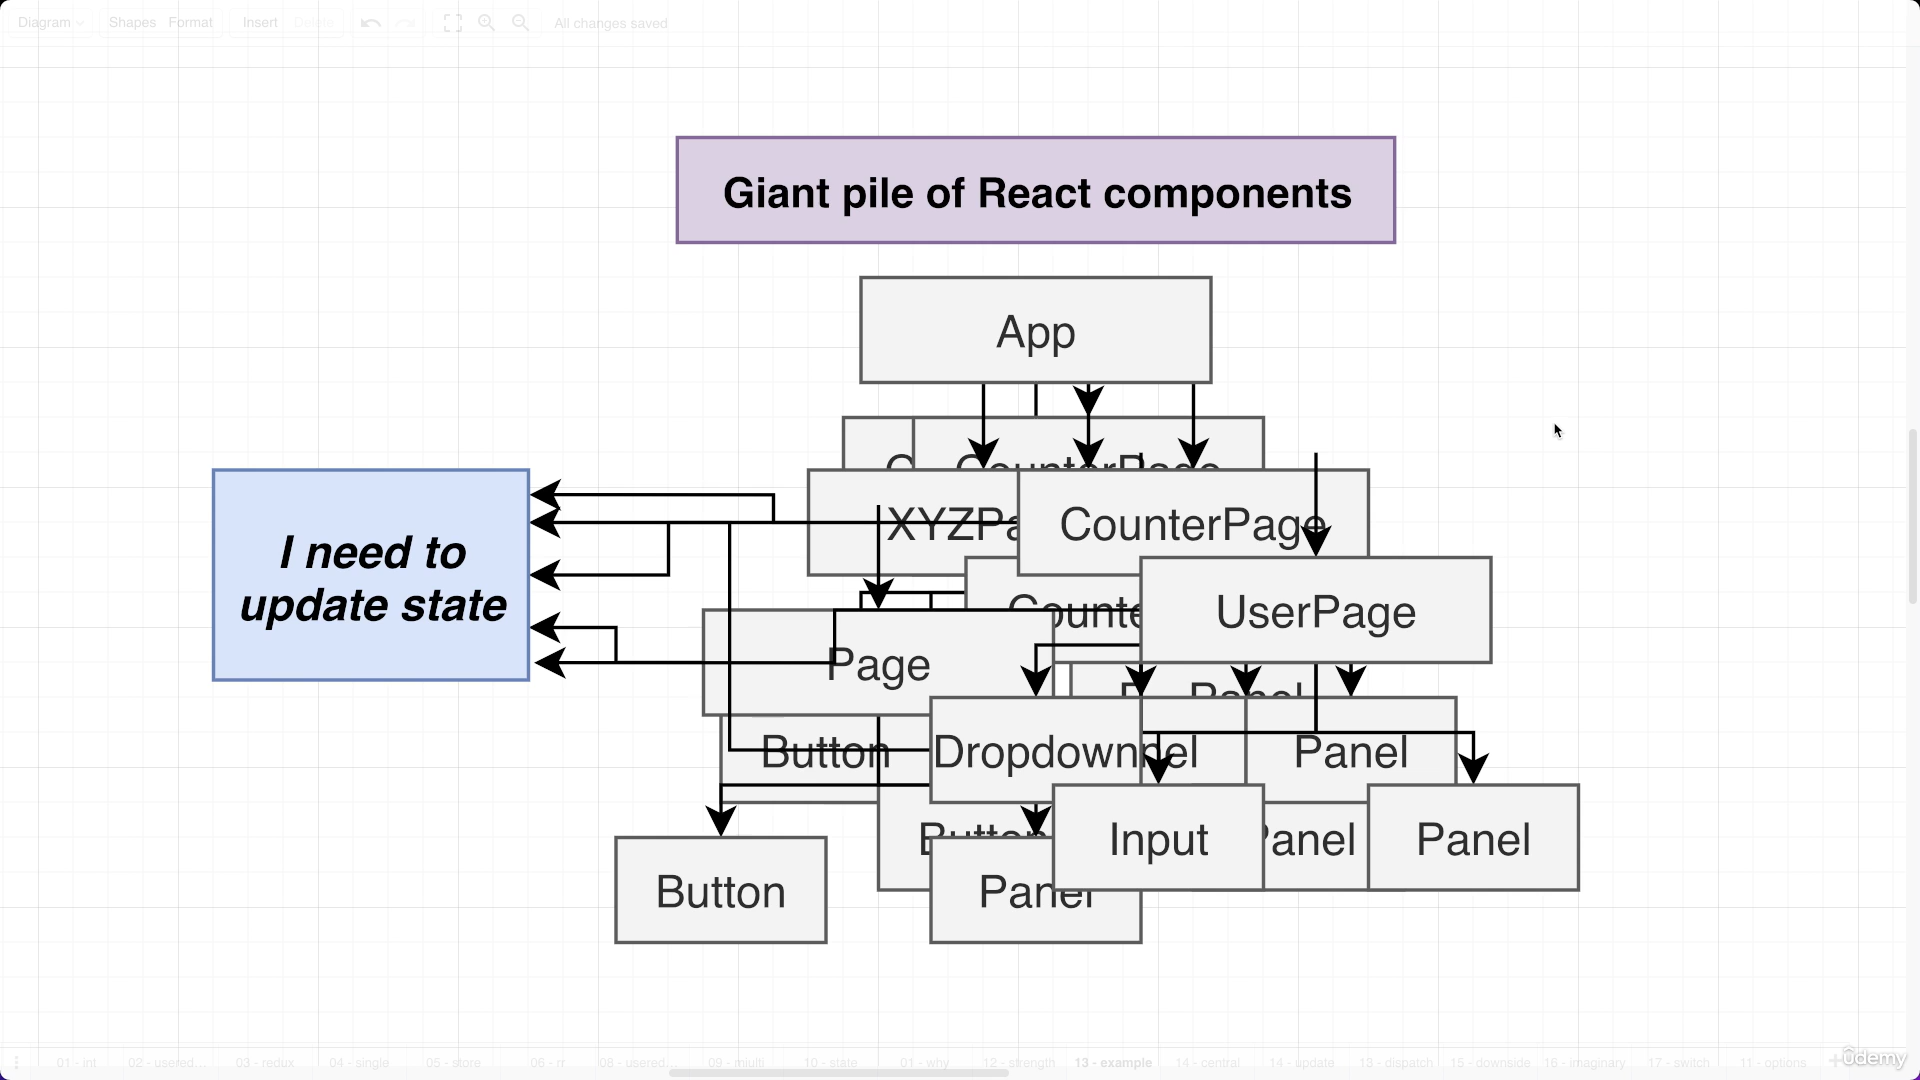 Diagram
Shapes
Format
Insert
Delete
All changes saved
Giant pile of React components
App
CounterPage
XYZPa
CounterPage
I need to
update state
Counte
UserPage
Page
Panel
Button
Dropdown
nel
Panel
Button
Input
Panel
Panel
Button
Panel
01 - int
02 - usered...
03 - redux
04 - single
05 - store
06 - rr
08 - usered...
09 - miulti
10 - state
01 - why
12 - strength
13 - example
14 - central
14 - update
13 - dispatch
15 - downside
16 - imaginary
17 - switch
11 - options
ûdemy